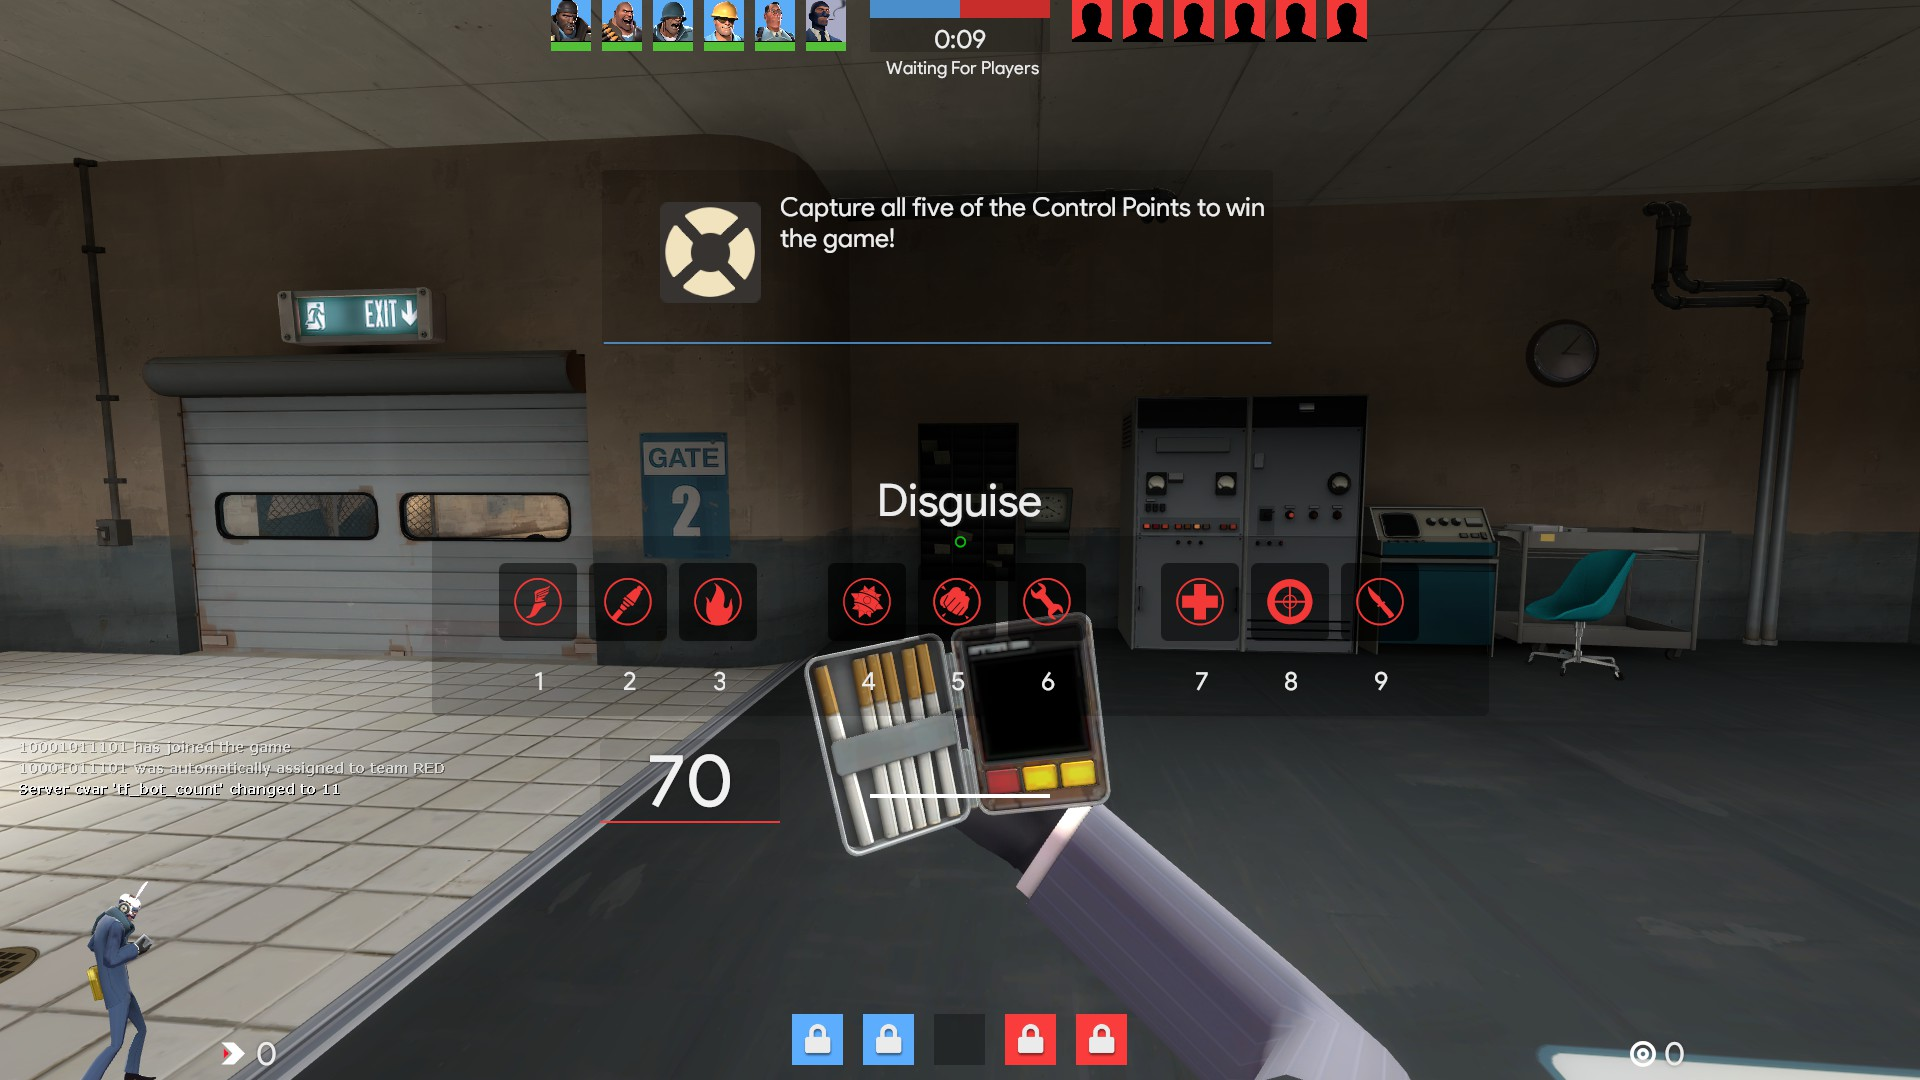 0:09
Waiting For Players
Capture all five of the Control Points to win
the game!
EXIT
GATE
2
Disguise
1 2 3 4 5 6 7 8 9
10001011101 has joined the game
10001011101 was automatically assigned to team RED
Server cvar 'tf_bot_count' changed to 11
70
0
0